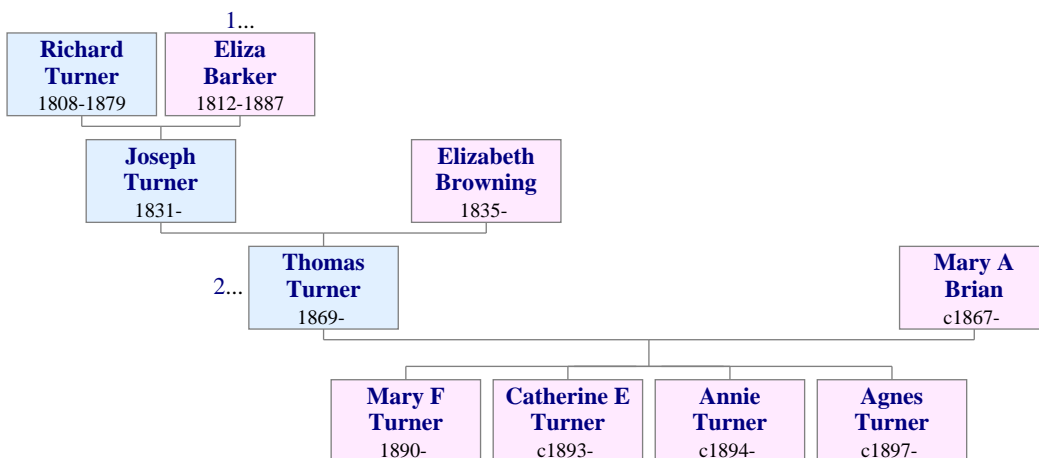 1...
Richard
Turner
1808-1879
Eliza
Barker
1812-1887
Joseph
Turner
1831-
Elizabeth
Browning
1835-
2...
Thomas
Turner
1869-
Mary A
Brian
c1867-
Mary F
Turner
1890-
Catherine E
Turner
c1893-
Annie
Turner
c1894-
Agnes
Turner
c1897-